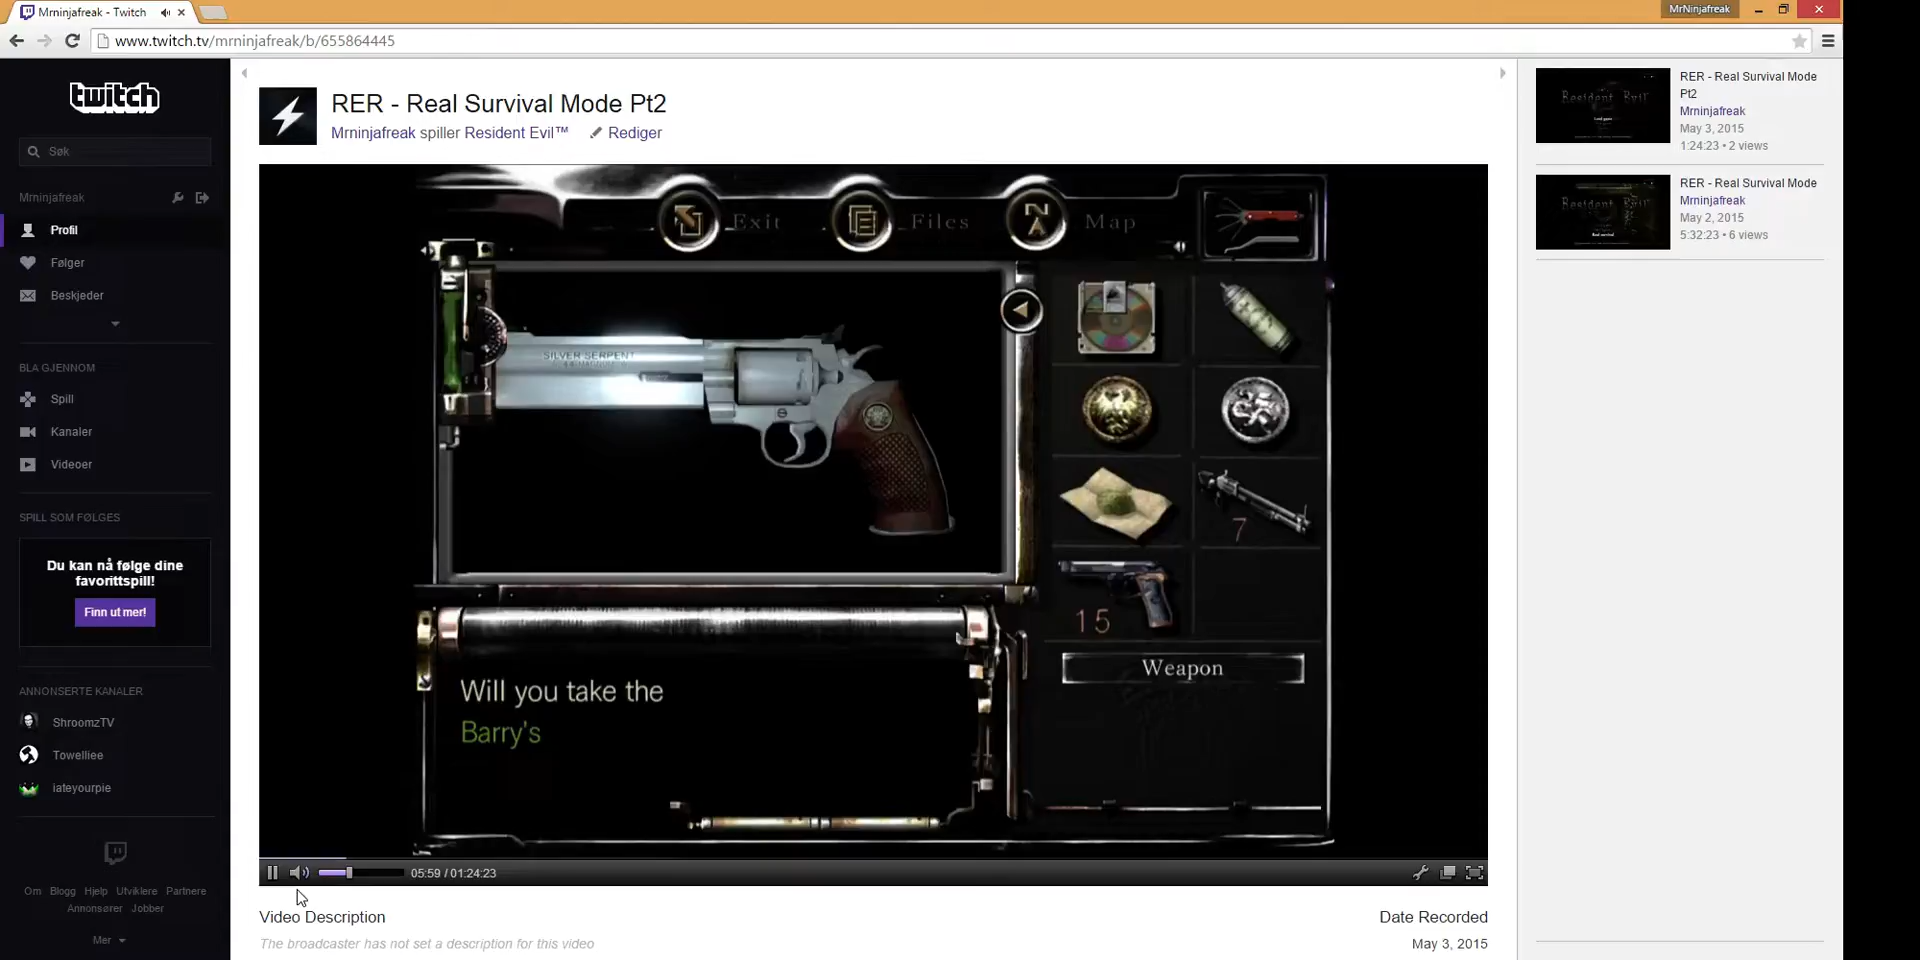 Mrninjafreak - Twitch
MrNinjafreak
www.twitch.tv/mrninjafreak/b/655864445
twitch
Søk
Mrninjafreak
Profil
Følger
Beskjeder
BLA GJENNOM
Spill
Kanaler
Videoer
SPILL SOM FØLGES
Du kan nå følge dine
favorittspill!
Finn ut mer!
ANNONSERTE KANALER
ShroomzTV
Towelliee
iateyourpie
Om Blogg Hjelp Utviklere Partnere
Annonsører Jobber
Mer
RER - Real Survival Mode Pt2
Mrninjafreak spiller Resident Evil™ Rediger
Exit Files Map
SILVER SERPENT
7
15
Weapon
Will you take the
Barry's
05:59 / 01:24:23
Video Description
The broadcaster has not set a description for this video
Date Recorded
May 3, 2015
Resident Evil
RER - Real Survival Mode
Pt2
Mrninjafreak
May 3, 2015
1:24:23 • 2 views
Resident Evil
RER - Real Survival Mode
Mrninjafreak
May 2, 2015
5:32:23 • 6 views